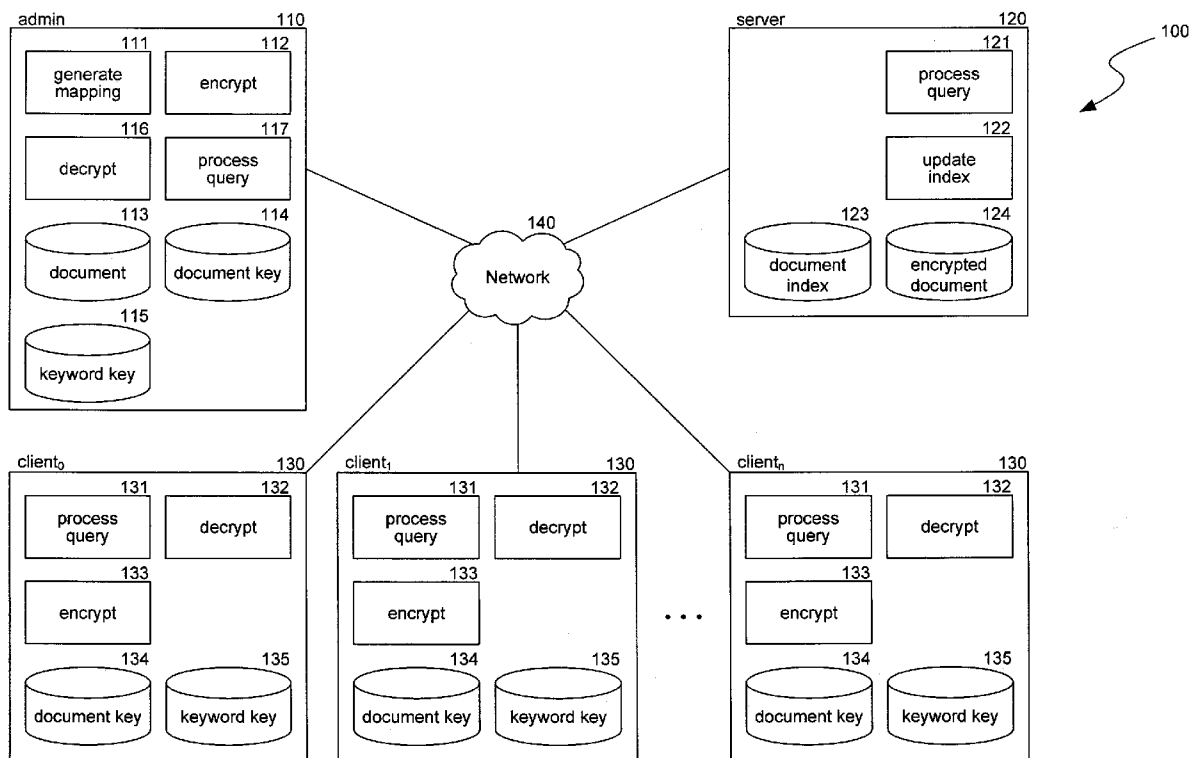 admin 110
111 112
generate
mapping
encrypt
116 117
decrypt
process
query
113 114
document
document key
115
keyword key
server 120
121
process
query
122
update
index
123 124
document
index
encrypted
document
100
140
Network
client₀ 130
131 132
process
query
decrypt
133
encrypt
134 135
document key
keyword key
client₁ 130
131 132
process
query
decrypt
133
encrypt
134 135
document key
keyword key
• • •
clientₙ 130
131 132
process
query
decrypt
133
encrypt
134 135
document key
keyword key